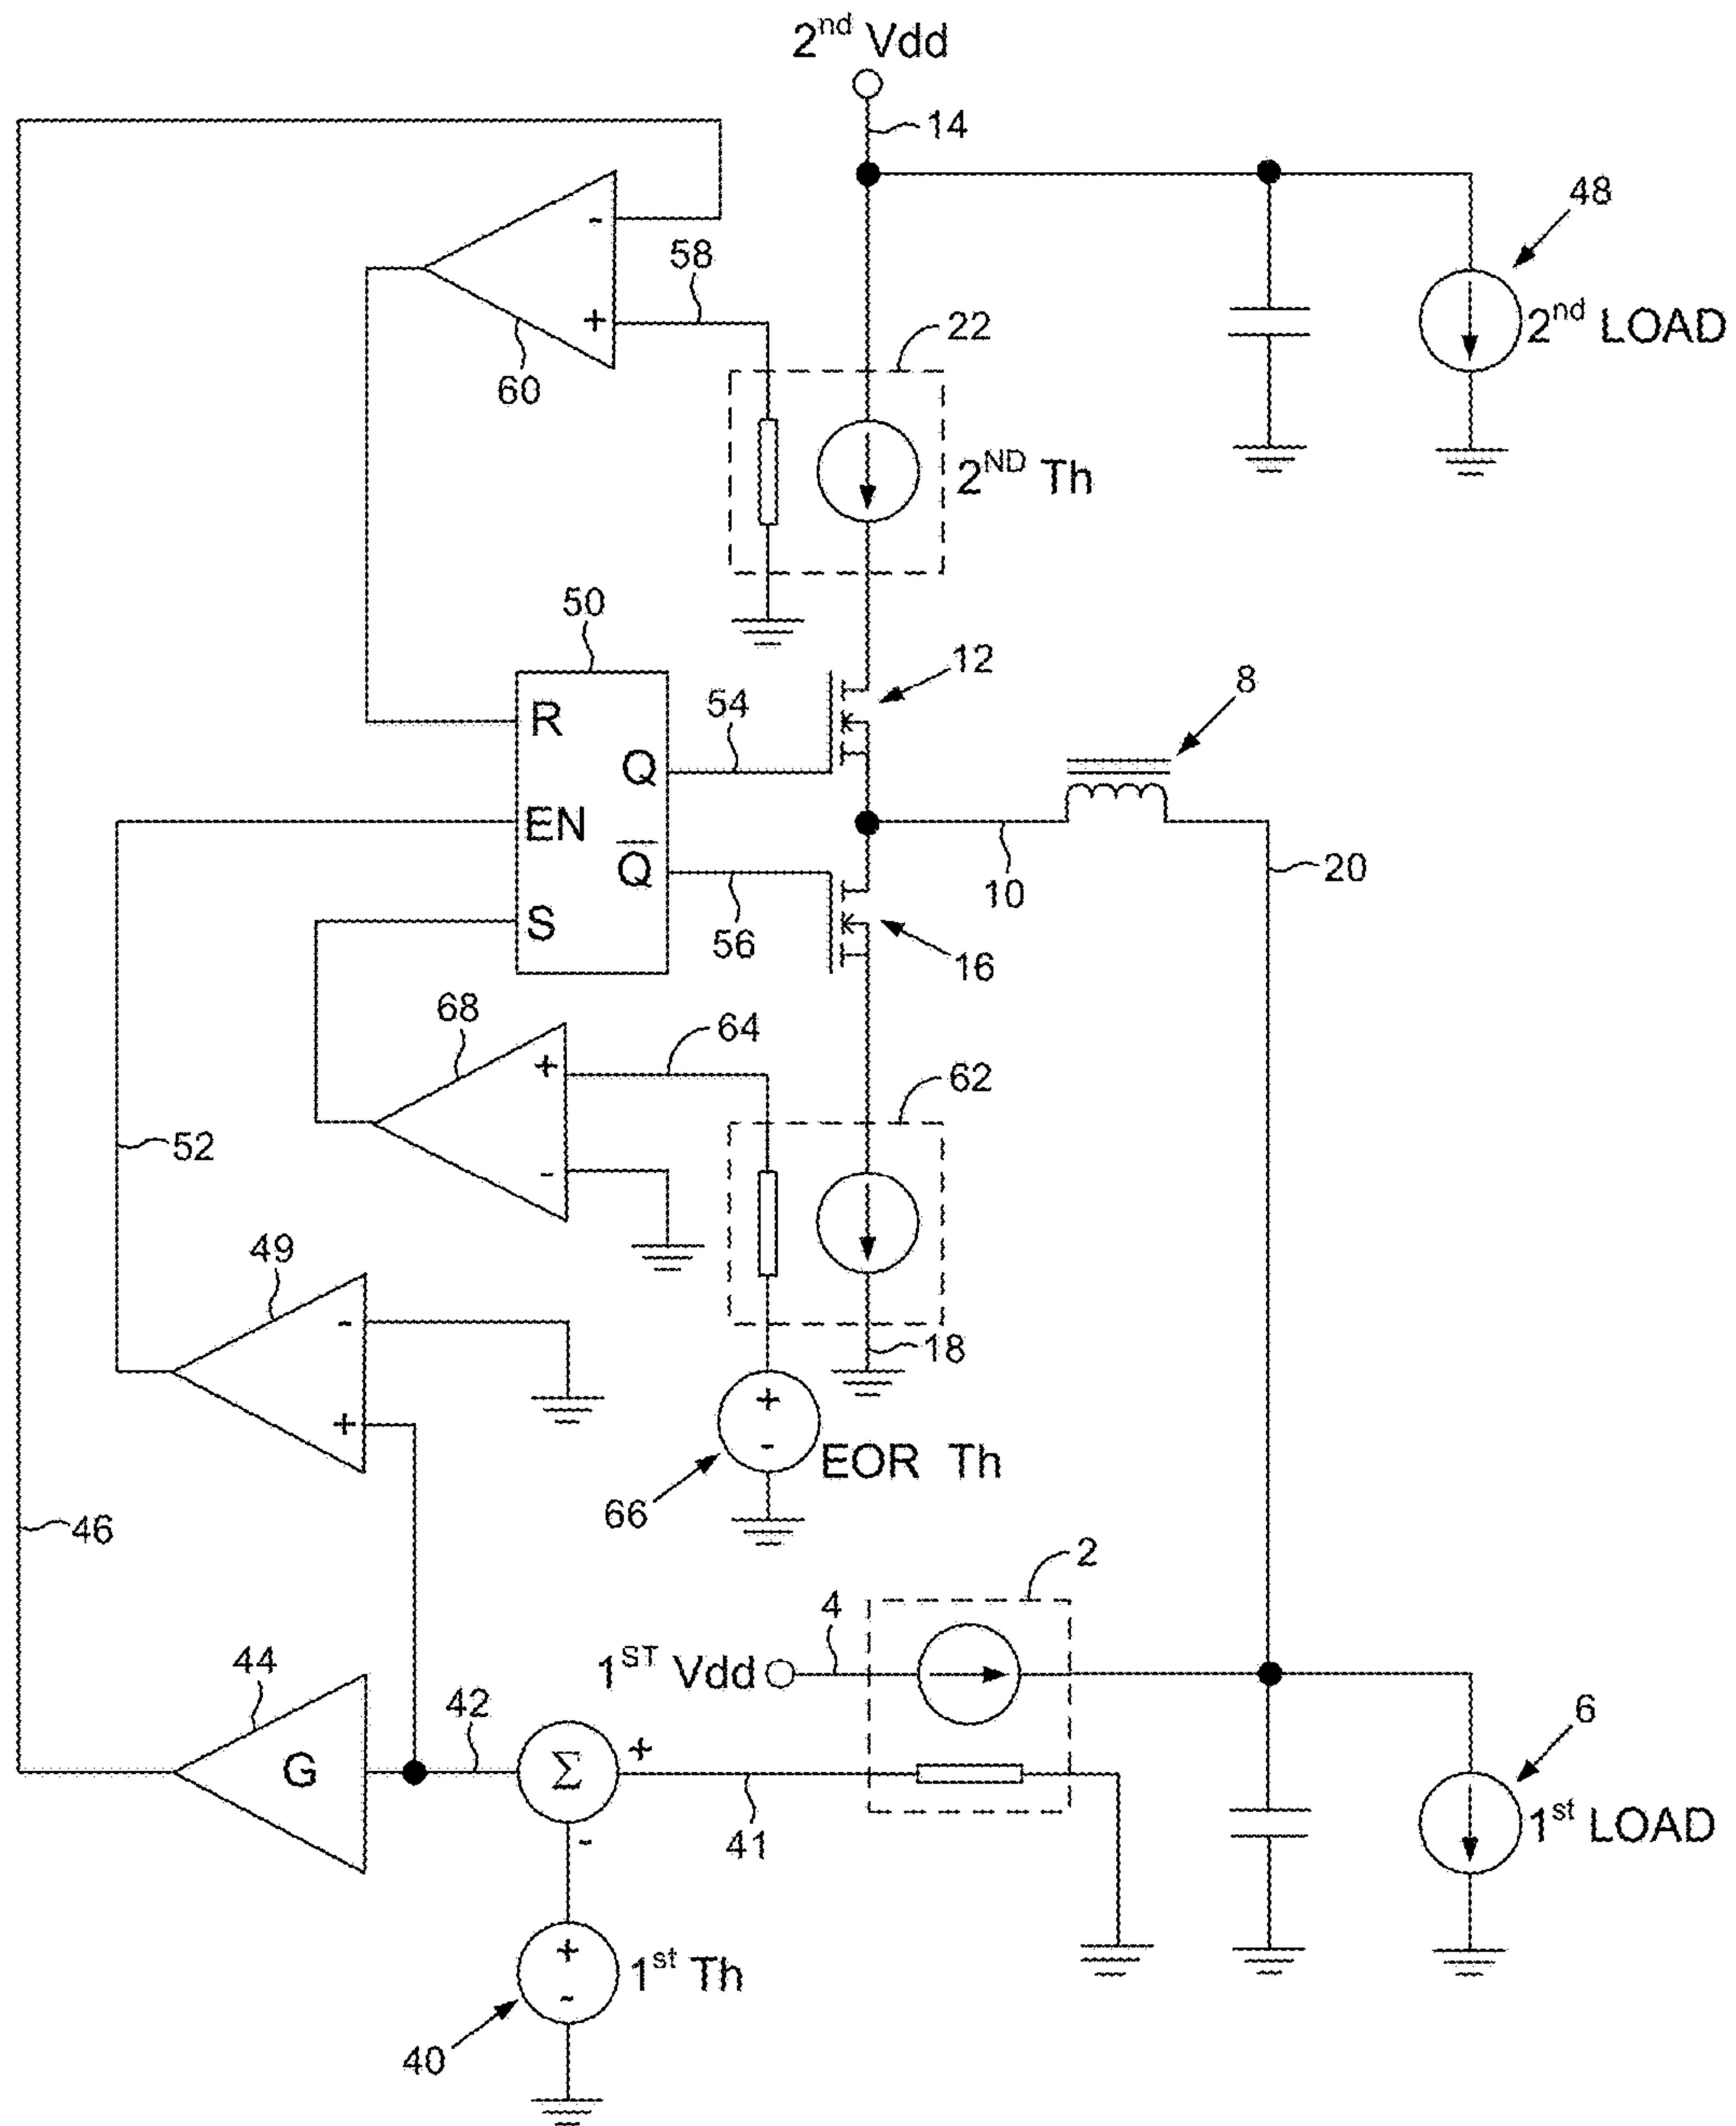 2nd Vdd
14
48
-
58
+
60
22
2nd LOAD
2ND Th
50
12
8
R
54
Q
EN
Q̅
10
20
S
56
16
68
64
+
62
52
-
49
-
18
+
+
-
EOR Th
66
46
2
4
1ST Vdd
44
42
6
+
G
Σ
41
-
1st LOAD
+
1st Th
-
40